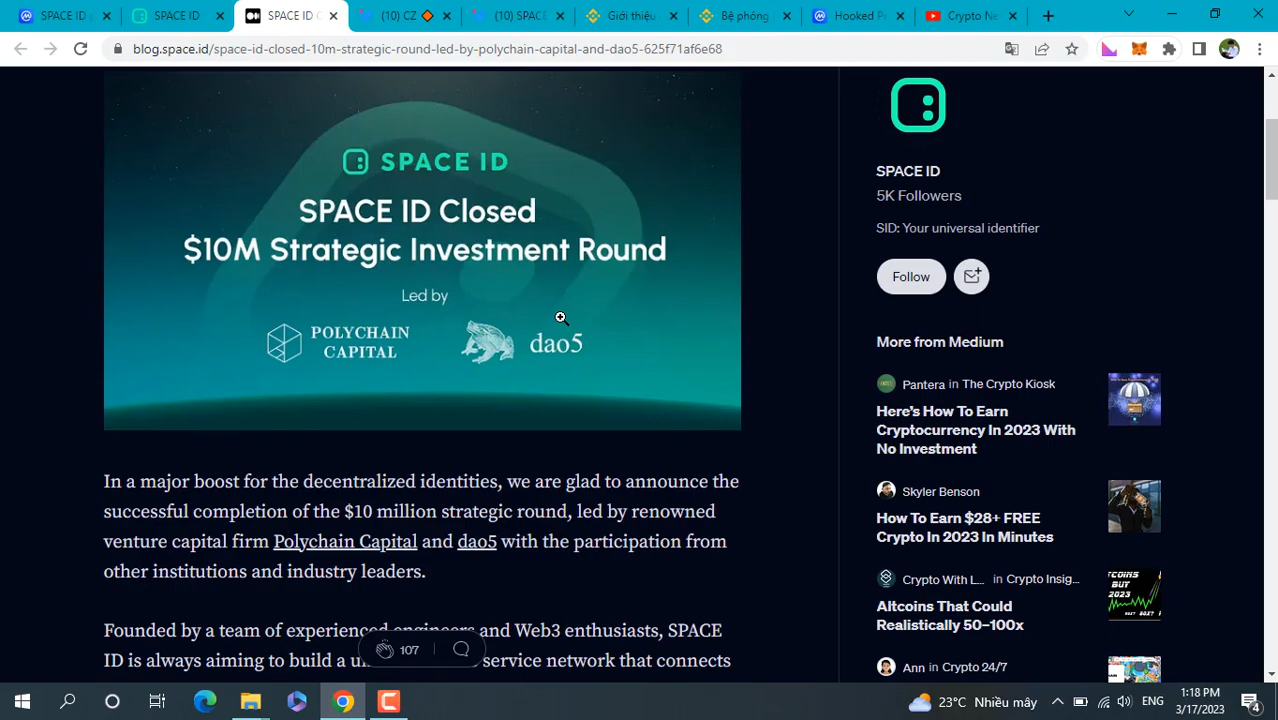 SPACE ID
SPACE ID
SPACE ID C
(10) CZ
(10) SPACE
Giới thiệu
Bệ phóng
Hooked Pr
Crypto Ne
blog.space.id/space-id-closed-10m-strategic-round-led-by-polychain-capital-and-dao5-625f71af6e68
SPACE ID
SPACE ID Closed
$10M Strategic Investment Round
Led by
POLYCHAIN
CAPITAL
dao5
In a major boost for the decentralized identities, we are glad to announce the
successful completion of the $10 million strategic round, led by renowned
venture capital firm Polychain Capital and dao5 with the participation from
other institutions and industry leaders.
Founded by a team of experienced engineers and Web3 enthusiasts, SPACE
ID is always aiming to build a service network that connects
107
SPACE ID
5K Followers
SID: Your universal identifier
Follow
More from Medium
Pantera in The Crypto Kiosk
Here's How To Earn
Cryptocurrency In 2023 With
No Investment
Skyler Benson
How To Earn $28+ FREE
Crypto In 2023 In Minutes
Crypto With L... in Crypto Insig...
Altcoins That Could
Realistically 50–100x
TCOINS
BUY
2023
Ann in Crypto 24/7
23°C Nhiều mây
ENG
1:18 PM
3/17/2023
4